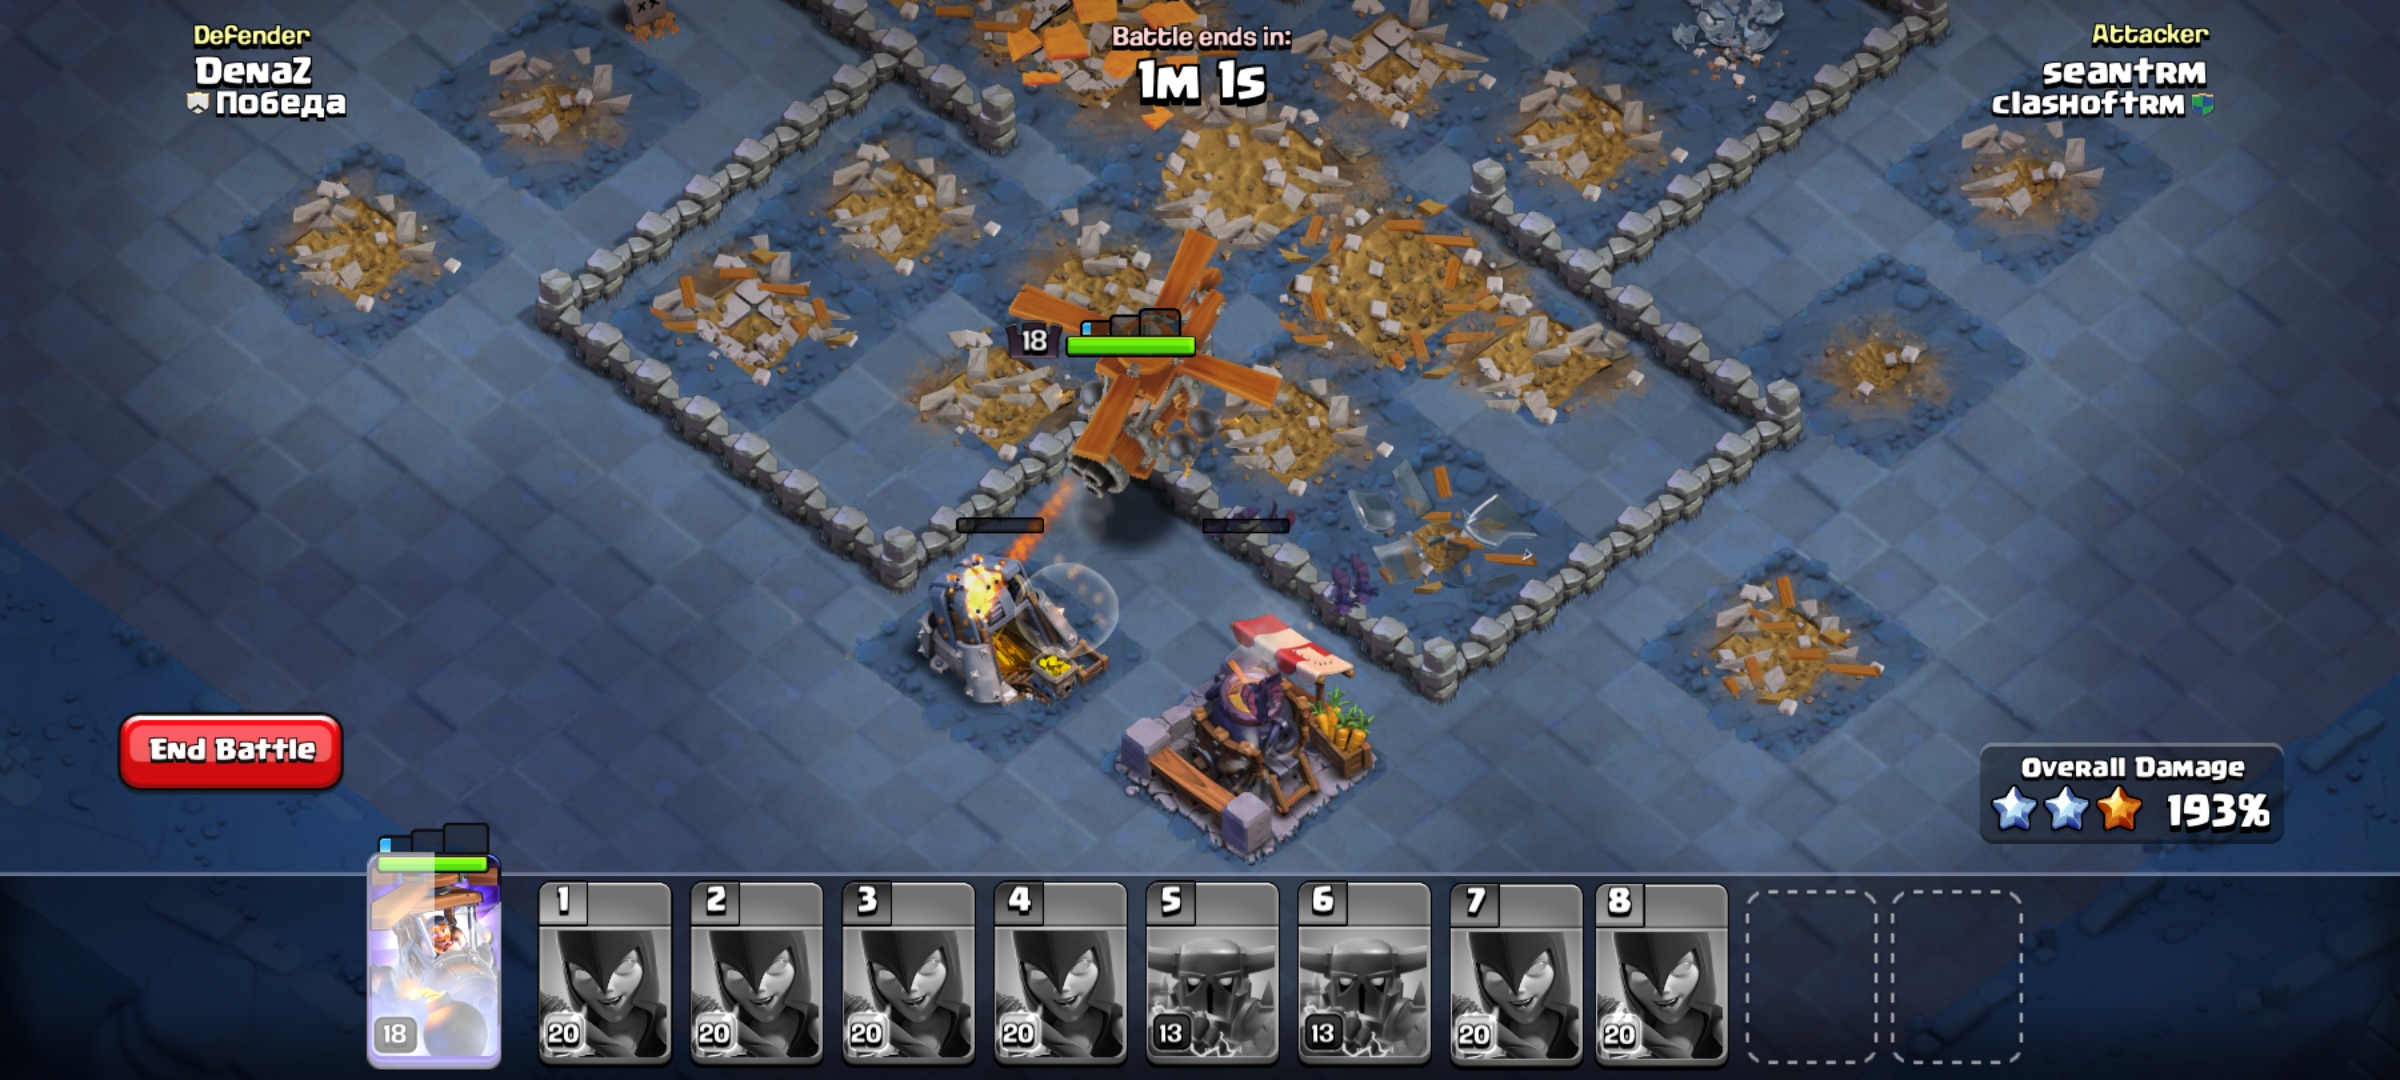 Defender
DenaZ
Победа
Battle ends in:
1M 1s
Attacker
seantRM
clashoftRM
18
End Battle
Overall Damage
193%
18
1
20
2
20
3
20
4
20
5
13
6
13
7
20
8
20